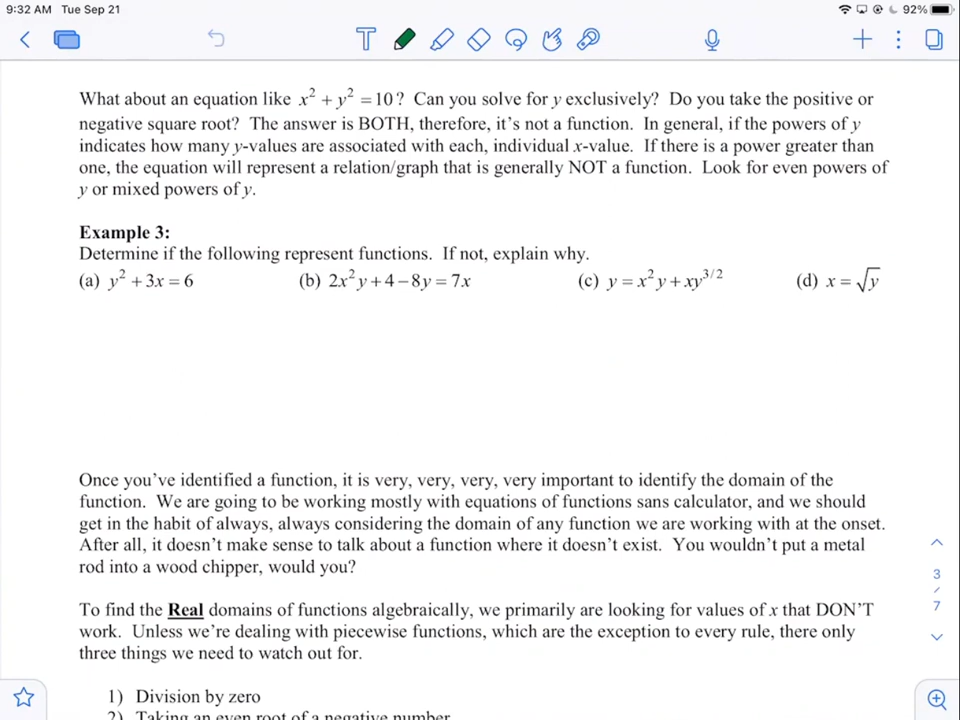 9:32 AM Tue Sep 21
92%
What about an equation like x² + y² = 10? Can you solve for y exclusively? Do you take the positive or
negative square root? The answer is BOTH, therefore, it's not a function. In general, if the powers of y
indicates how many y-values are associated with each, individual x-value. If there is a power greater than
one, the equation will represent a relation/graph that is generally NOT a function. Look for even powers of
y or mixed powers of y.
Example 3:
Determine if the following represent functions. If not, explain why.
(a) y² + 3x = 6 (b) 2x²y + 4 − 8y = 7x (c) y = x²y + xy^{3/2} (d) x = √y
Once you've identified a function, it is very, very, very, very important to identify the domain of the
function. We are going to be working mostly with equations of functions sans calculator, and we should
get in the habit of always, always considering the domain of any function we are working with at the onset.
After all, it doesn't make sense to talk about a function where it doesn't exist. You wouldn't put a metal
rod into a wood chipper, would you?
3
/
7
To find the Real domains of functions algebraically, we primarily are looking for values of x that DON'T
work. Unless we're dealing with piecewise functions, which are the exception to every rule, there only
three things we need to watch out for.
1) Division by zero
2) Taking an even root of a negative number